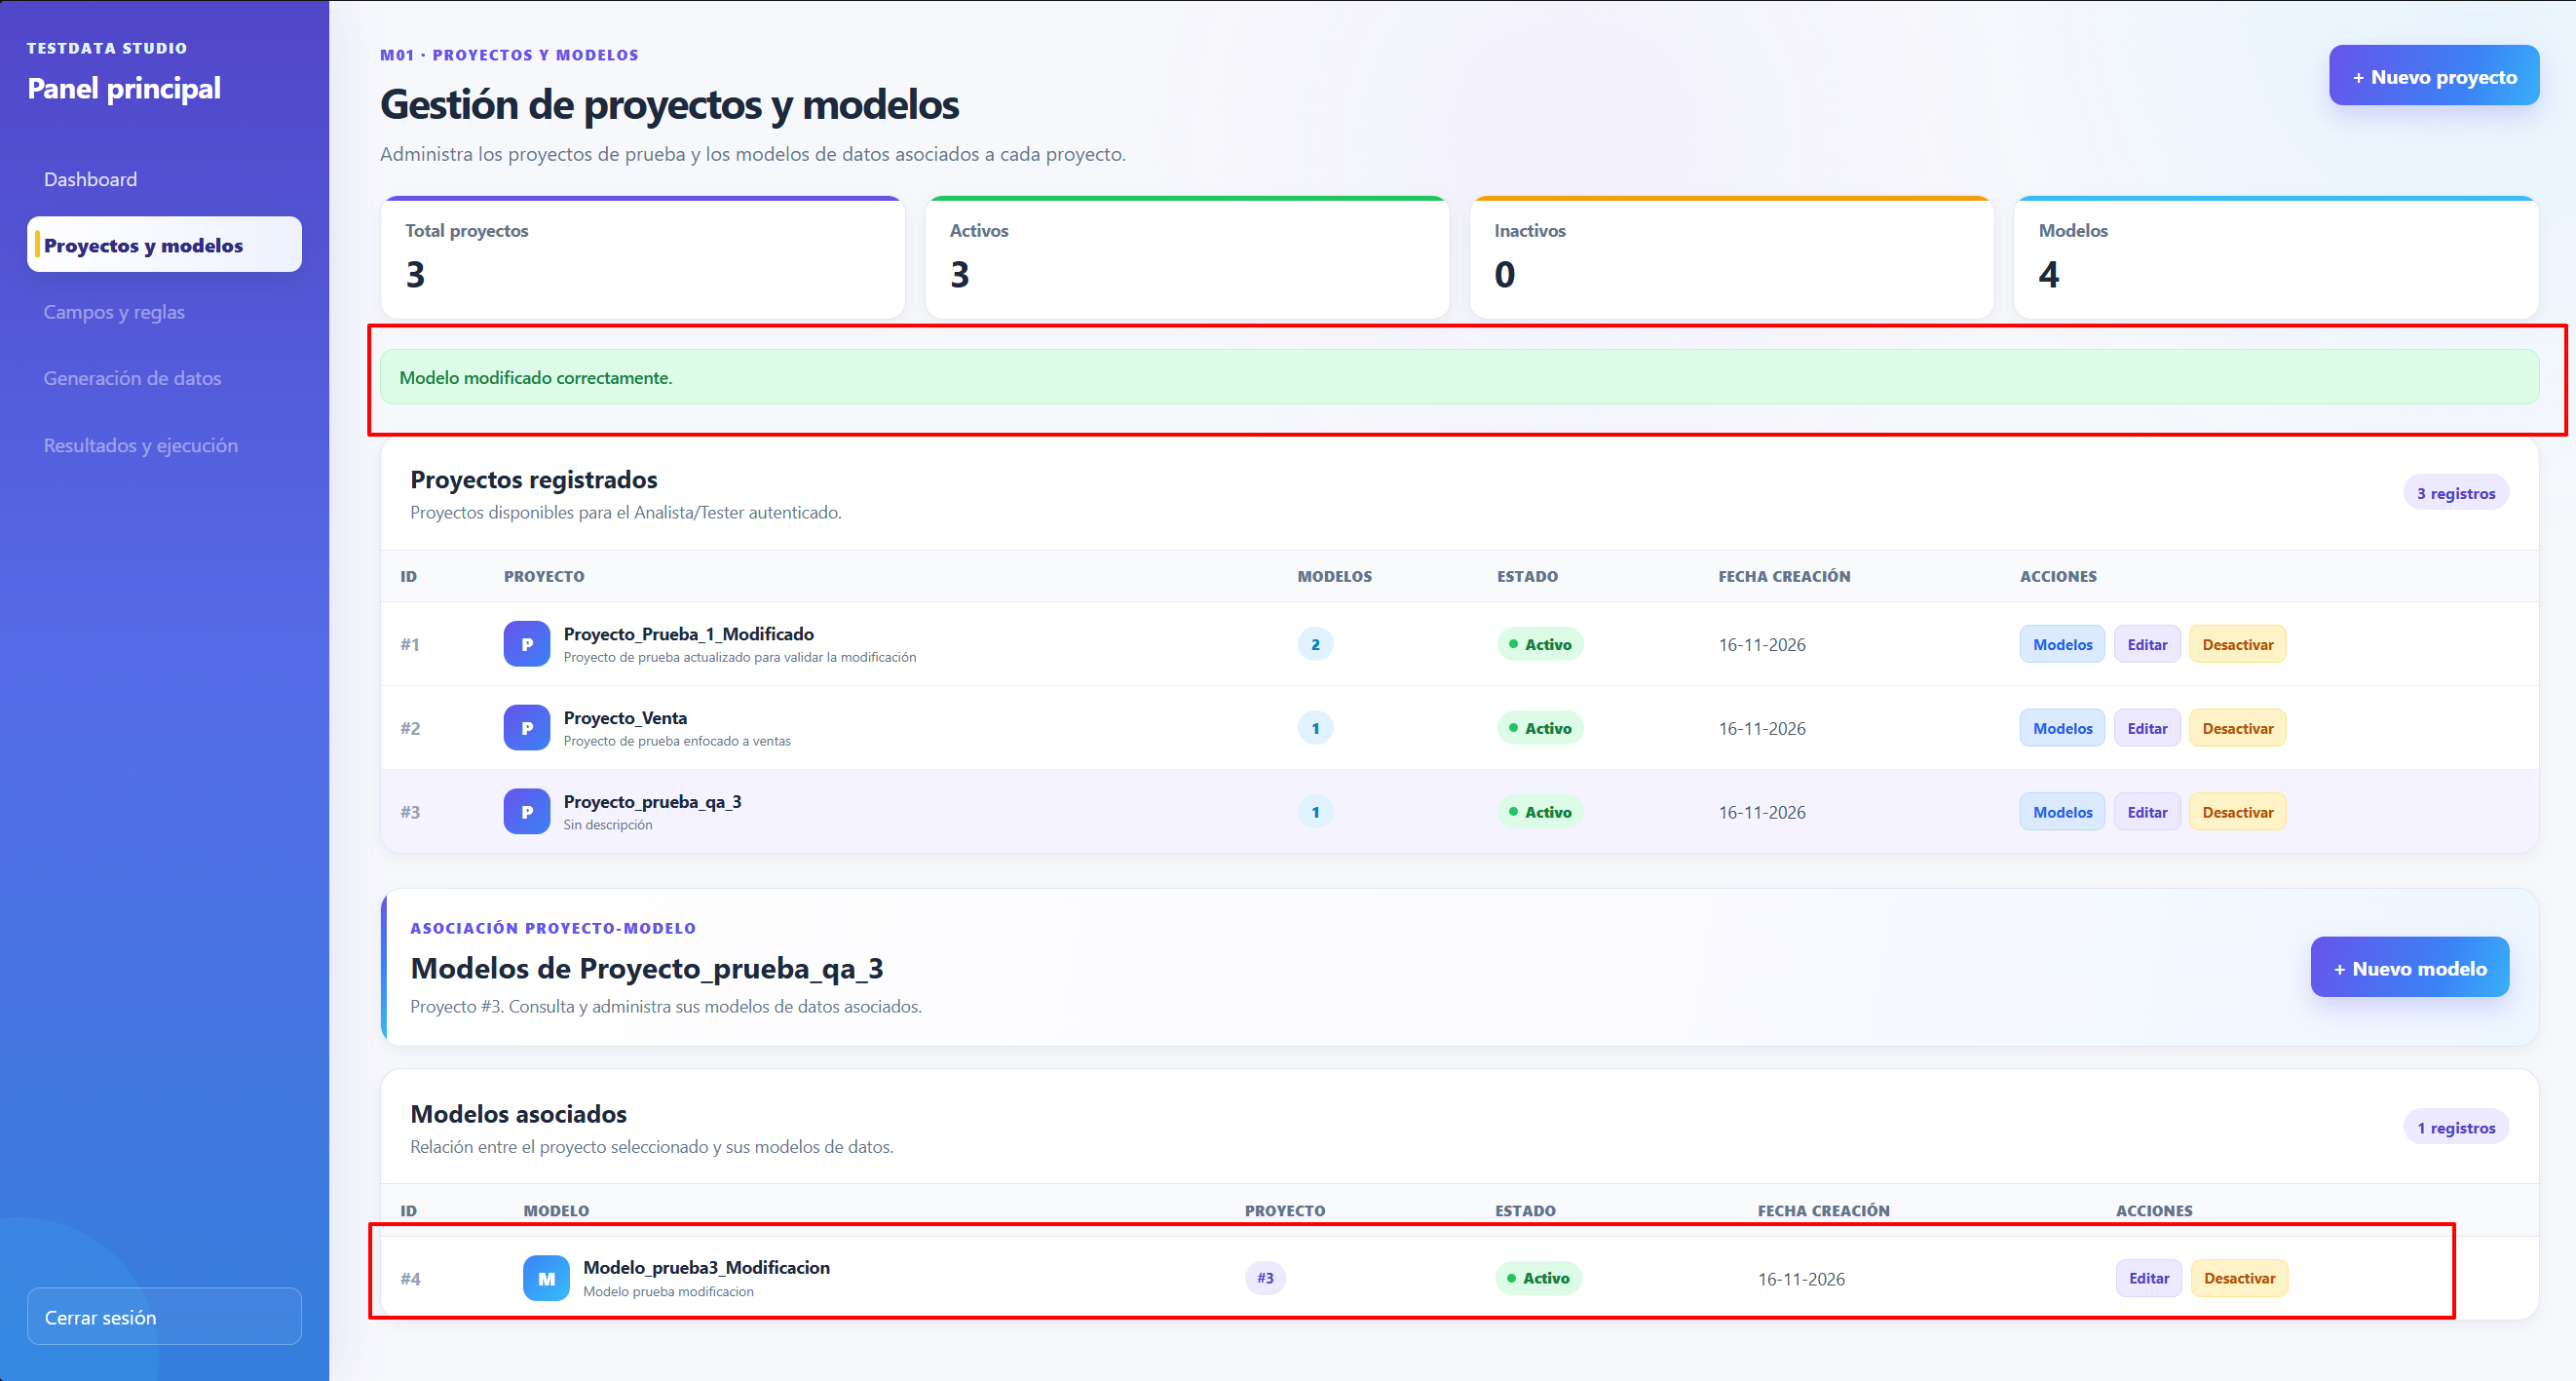 TESTDATA STUDIO
Panel principal
Dashboard
Proyectos y modelos
Campos y reglas
Generación de datos
Resultados y ejecución
Cerrar sesión
M01 · PROYECTOS Y MODELOS
Gestión de proyectos y modelos
Administra los proyectos de prueba y los modelos de datos asociados a cada proyecto.
+ Nuevo proyecto
Total proyectos
3
Activos
3
Inactivos
0
Modelos
4
Modelo modificado correctamente.
Proyectos registrados
Proyectos disponibles para el Analista/Tester autenticado.
3 registros
ID PROYECTO MODELOS ESTADO FECHA CREACIÓN ACCIONES
#1 P Proyecto_Prueba_1_Modificado 2 Activo 16-11-2026 Modelos Editar Desactivar
Proyecto de prueba actualizado para validar la modificación
#2 P Proyecto_Venta 1 Activo 16-11-2026 Modelos Editar Desactivar
Proyecto de prueba enfocado a ventas
#3 P Proyecto_prueba_qa_3 1 Activo 16-11-2026 Modelos Editar Desactivar
Sin descripción
ASOCIACIÓN PROYECTO-MODELO
Modelos de Proyecto_prueba_qa_3
Proyecto #3. Consulta y administra sus modelos de datos asociados.
+ Nuevo modelo
Modelos asociados
Relación entre el proyecto seleccionado y sus modelos de datos.
1 registros
ID MODELO PROYECTO ESTADO FECHA CREACIÓN ACCIONES
#4 M Modelo_prueba3_Modificacion #3 Activo 16-11-2026 Editar Desactivar
Modelo prueba modificacion